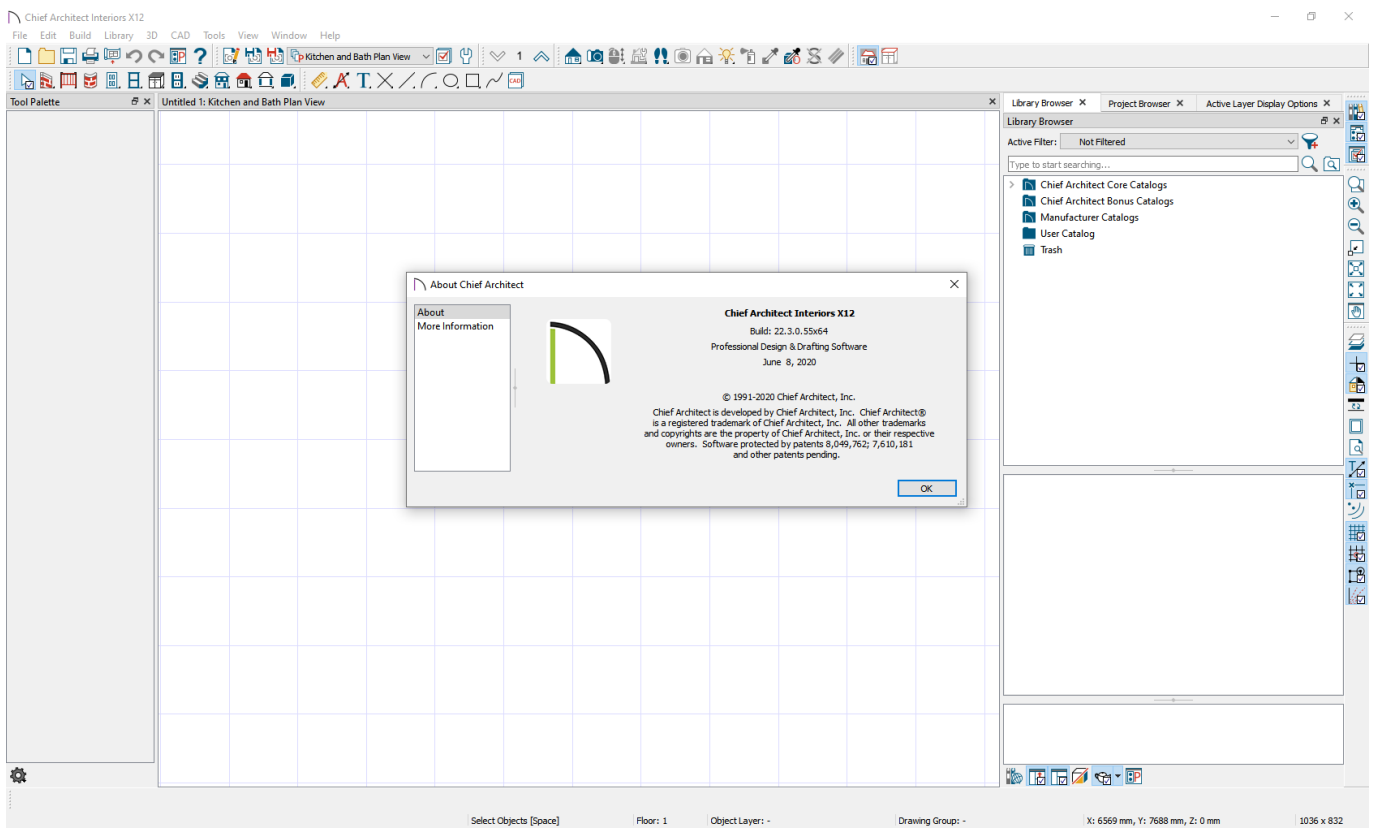 Chief Architect Interiors X12
File Edit Build Library 3D CAD Tools View Window Help
Kitchen and Bath Plan View
1
CAD
Tool Palette
Untitled 1: Kitchen and Bath Plan View
Library Browser
Project Browser
Active Layer Display Options
Library Browser
Active Filter: Not Filtered
Type to start searching...
Chief Architect Core Catalogs
Chief Architect Bonus Catalogs
Manufacturer Catalogs
User Catalog
Trash
About Chief Architect
About
More Information
Chief Architect Interiors X12
Build: 22.3.0.55x64
Professional Design & Drafting Software
June 8, 2020
© 1991-2020 Chief Architect, Inc.
Chief Architect is developed by Chief Architect, Inc. Chief Architect®
is a registered trademark of Chief Architect, Inc. All other trademarks
and copyrights are the property of Chief Architect, Inc. or their respective
owners. Software protected by patents 8,049,762; 7,610,181
and other patents pending.
OK
Select Objects [Space]
Floor: 1
Object Layer: -
Drawing Group: -
X: 6569 mm, Y: 7688 mm, Z: 0 mm
1036 x 832